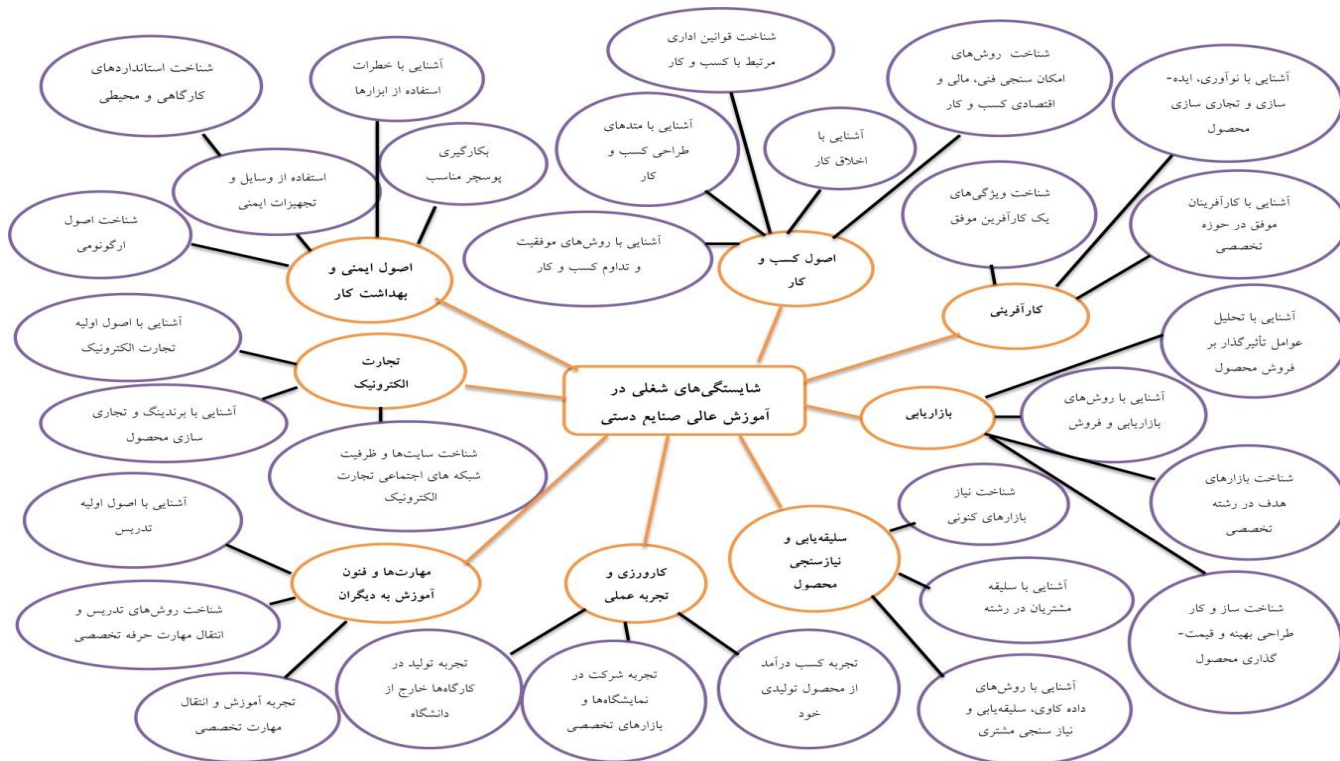 شایستگی‌های شغلی در
آموزش عالی صنایع دستی
اصول کسب و
کار
شناخت قوانین اداری
مرتبط با کسب و کار
شناخت روش‌های
امکان سنجی فنی، مالی و
اقتصادی کسب و کار
آشنایی با متدهای
طراحی کسب و
کار
آشنایی با
اخلاق کار
آشنایی با روش‌های موفقیت
و تداوم کسب و کار
کارآفرینی
آشنایی با نوآوری، ایده-
سازی و تجاری سازی
محصول
شناخت ویژگی‌های
یک کارآفرین موفق
آشنایی با کارآفرینان
موفق در حوزه
تخصصی
بازاریابی
آشنایی با تحلیل
عوامل تأثیرگذار بر
فروش محصول
آشنایی با روش‌های
بازاریابی و فروش
شناخت بازارهای
هدف در رشته
تخصصی
شناخت ساز و کار
طراحی بهینه و قیمت-
گذاری محصول
سلیقه‌یابی و
نیازسنجی
محصول
شناخت نیاز
بازارهای کنونی
آشنایی با سلیقه
مشتریان در رشته
آشنایی با روش‌های
داده کاوی، سلیقه‌یابی و
نیاز سنجی مشتری
کارورزی و
تجربه عملی
تجربه کسب درآمد
از محصول تولیدی
خود
تجربه شرکت در
نمایشگاه‌ها و
بازارهای تخصصی
تجربه تولید در
کارگاه‌ها خارج از
دانشگاه
مهارت‌ها و فنون
آموزش به دیگران
آشنایی با اصول اولیه
تدریس
شناخت روش‌های تدریس و
انتقال مهارت حرفه تخصصی
تجربه آموزش و انتقال
مهارت تخصصی
تجارت
الکترونیک
آشنایی با اصول اولیه
تجارت الکترونیک
آشنایی با برندینگ و تجاری
سازی محصول
شناخت سایت‌ها و ظرفیت
شبکه های اجتماعی تجارت
الکترونیک
اصول ایمنی و
بهداشت کار
شناخت استانداردهای
کارگاهی و محیطی
آشنایی با خطرات
استفاده از ابزارها
بکارگیری
پوسچر مناسب
استفاده از وسایل و
تجهیزات ایمنی
شناخت اصول
ارگونومی